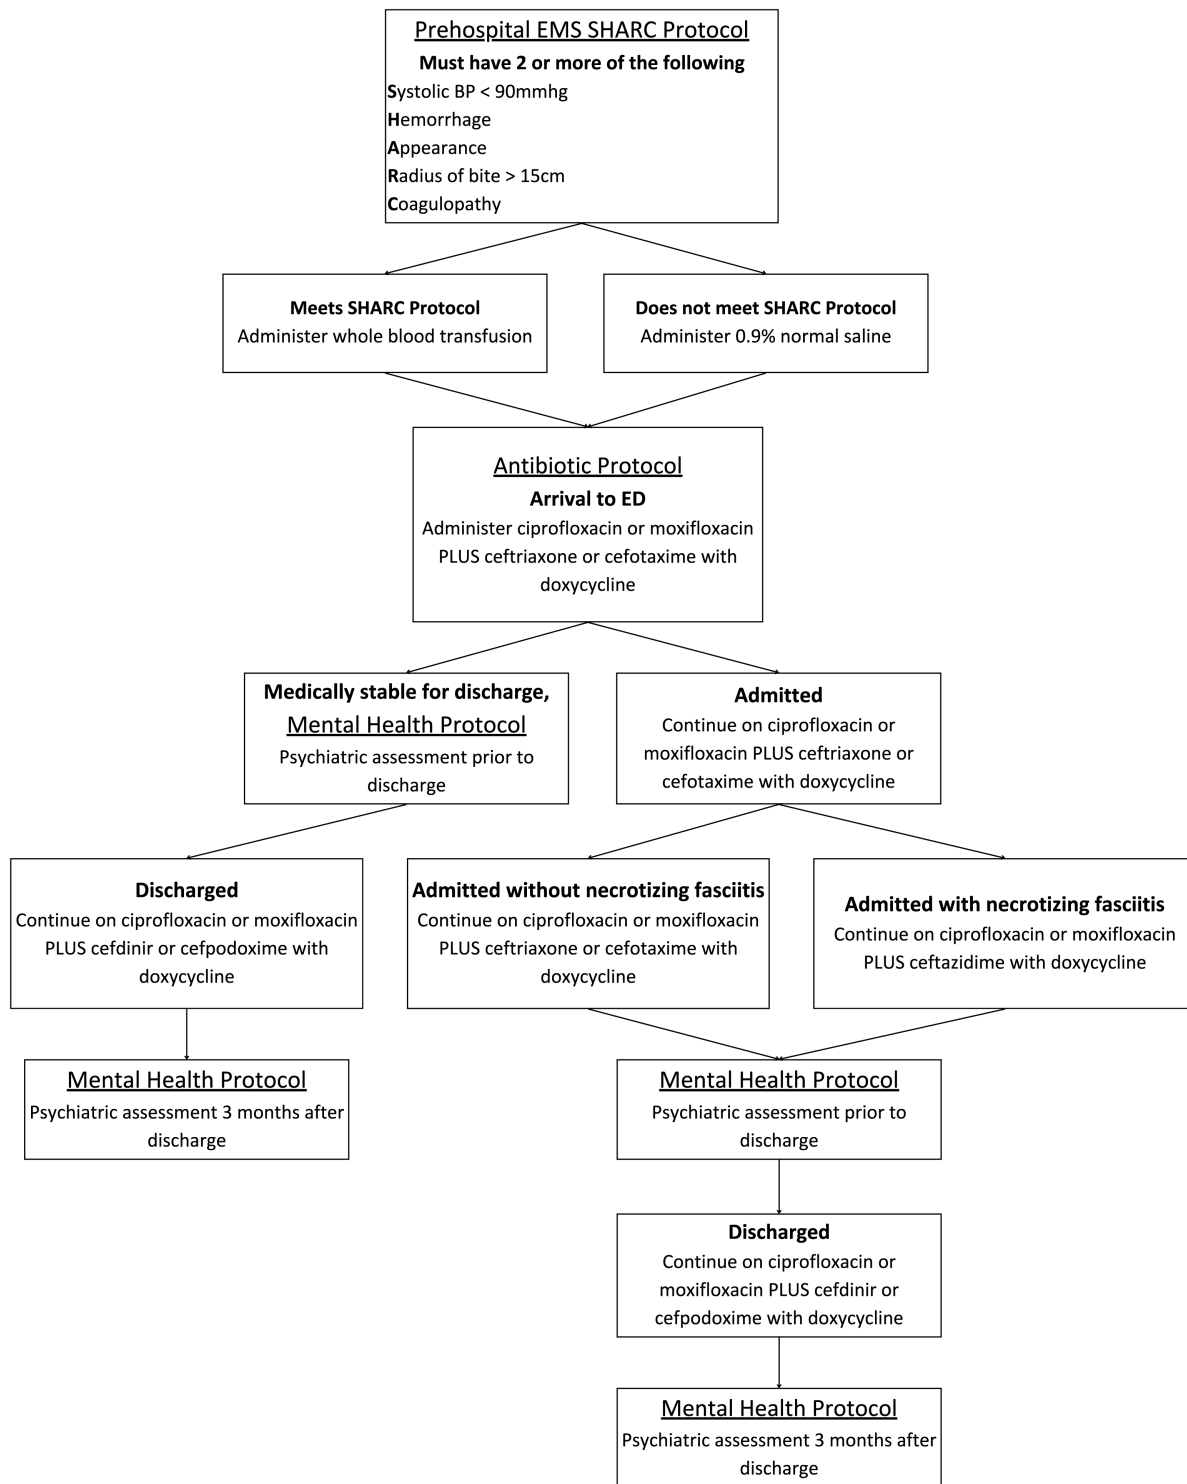 Prehospital EMS SHARC Protocol
Must have 2 or more of the following
Systolic BP < 90mmhg
Hemorrhage
Appearance
Radius of bite > 15cm
Coagulopathy
Meets SHARC Protocol
Administer whole blood transfusion
Does not meet SHARC Protocol
Administer 0.9% normal saline
Antibiotic Protocol
Arrival to ED
Administer ciprofloxacin or moxifloxacin
PLUS ceftriaxone or cefotaxime with
doxycycline
Medically stable for discharge,
Mental Health Protocol
Psychiatric assessment prior to
discharge
Admitted
Continue on ciprofloxacin or
moxifloxacin PLUS ceftriaxone or
cefotaxime with doxycycline
Discharged
Continue on ciprofloxacin or moxifloxacin
PLUS cefdinir or cefpodoxime with
doxycycline
Admitted without necrotizing fasciitis
Continue on ciprofloxacin or moxifloxacin
PLUS ceftriaxone or cefotaxime with
doxycycline
Admitted with necrotizing fasciitis
Continue on ciprofloxacin or moxifloxacin
PLUS ceftazidime with doxycycline
Mental Health Protocol
Psychiatric assessment 3 months after
discharge
Mental Health Protocol
Psychiatric assessment prior to
discharge
Discharged
Continue on ciprofloxacin or
moxifloxacin PLUS cefdinir or
cefpodoxime with doxycycline
Mental Health Protocol
Psychiatric assessment 3 months after
discharge